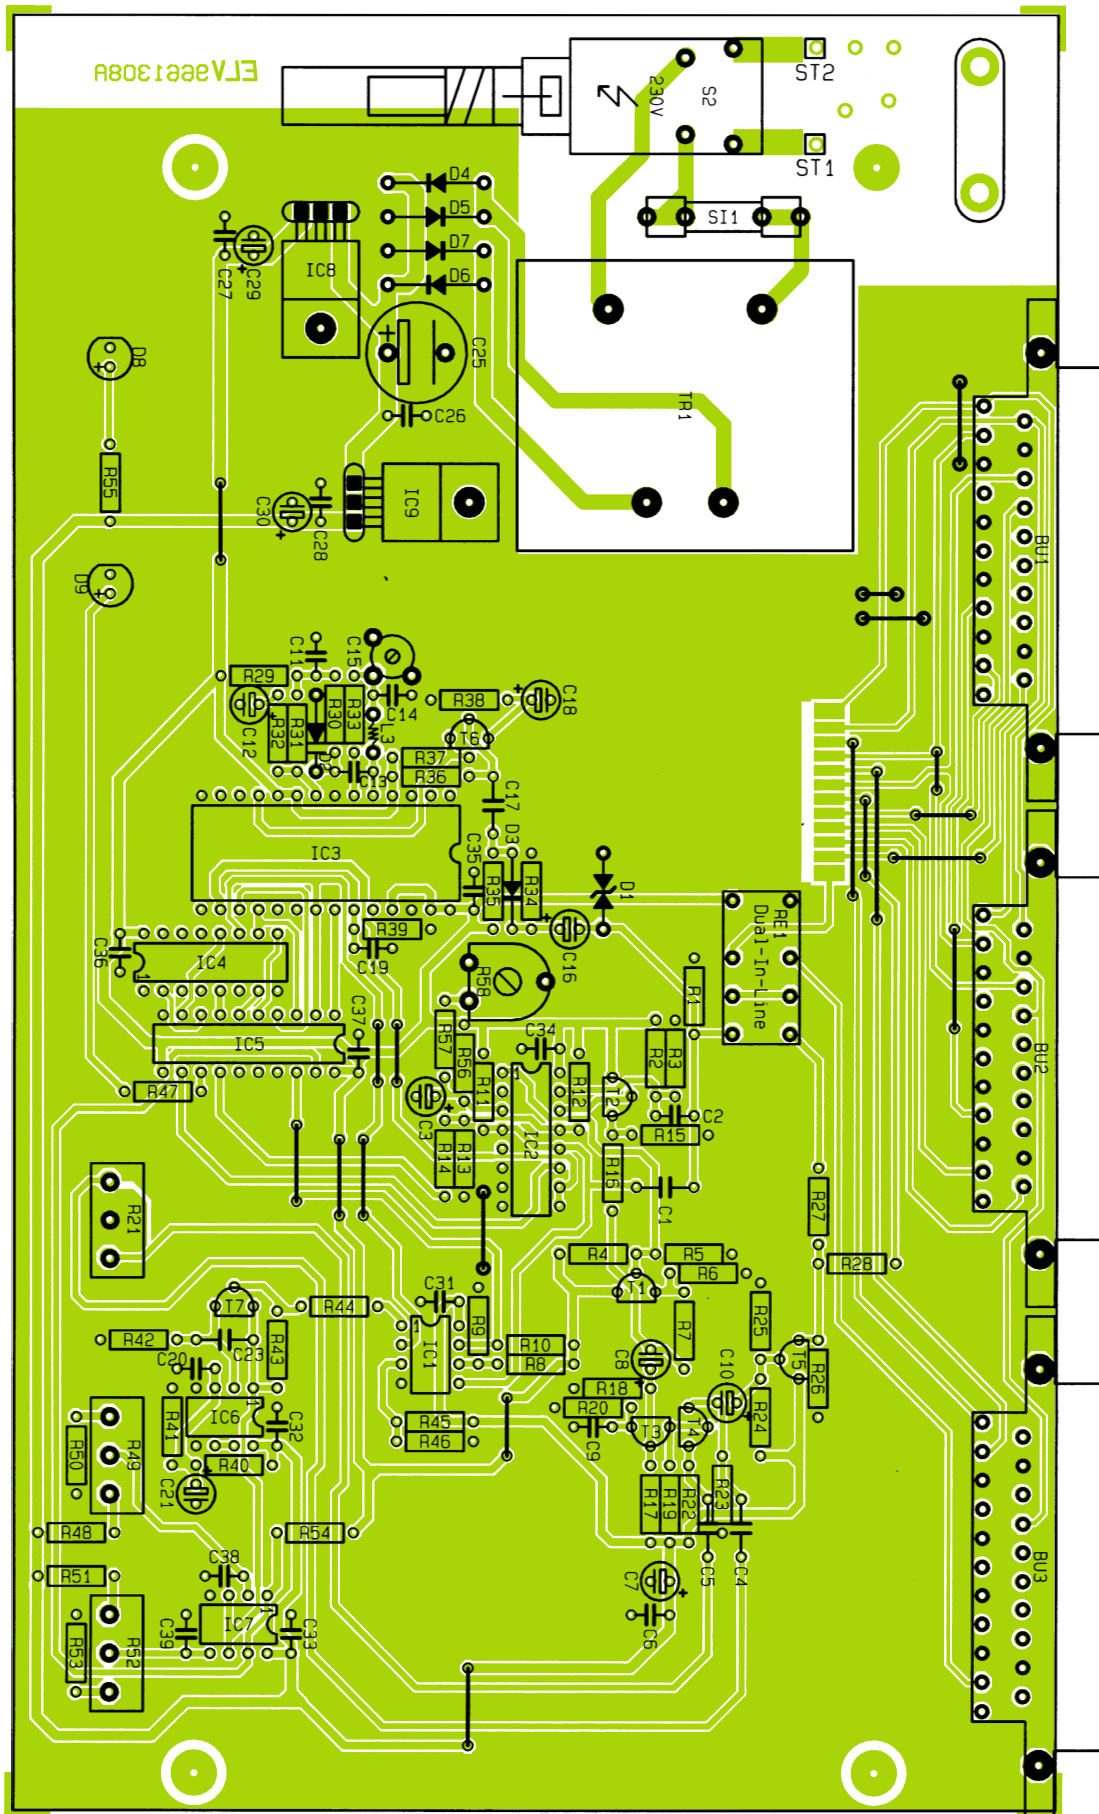 ELV9661308A
ST2
S2
230V
ST1
D4
D5
SI1
D7
IC8
D6
C27
C29
+
D8
+
+
C25
TR1
C26
R55
IC9
C30
+
C28
BU1
D9
+
C11
C15
R29
C14
R38
+
C18
C12
+
R32
R31
R30
R33
L3
T6
D2
C13
R37
R36
C17
IC3
C35
D3
R35
R34
D1
RE1
Dual-In-Line
R39
+
C16
C36
1
IC4
C19
R58
R1
IC5
C37
R57
R56
C34
R2
R3
BU2
R47
R11
1
R12
T2
C2
C3
+
IC2
R15
R14
R13
R16
R21
C1
R27
R4
R5
R6
R28
T7
R44
C31
T1
R42
C23
R43
1
IC1
R9
R10
R8
R7
R25
T5
C20
C8
+
R26
R18
C10
+
R41
IC6
1
C32
R45
R46
R20
C9
T3
T4
R24
R50
R49
R40
+
C21
R17
R19
R22
R23
R48
R54
C5
C4
BU3
R51
C38
C7
+
R53
R52
C39
IC7
1
C33
C6